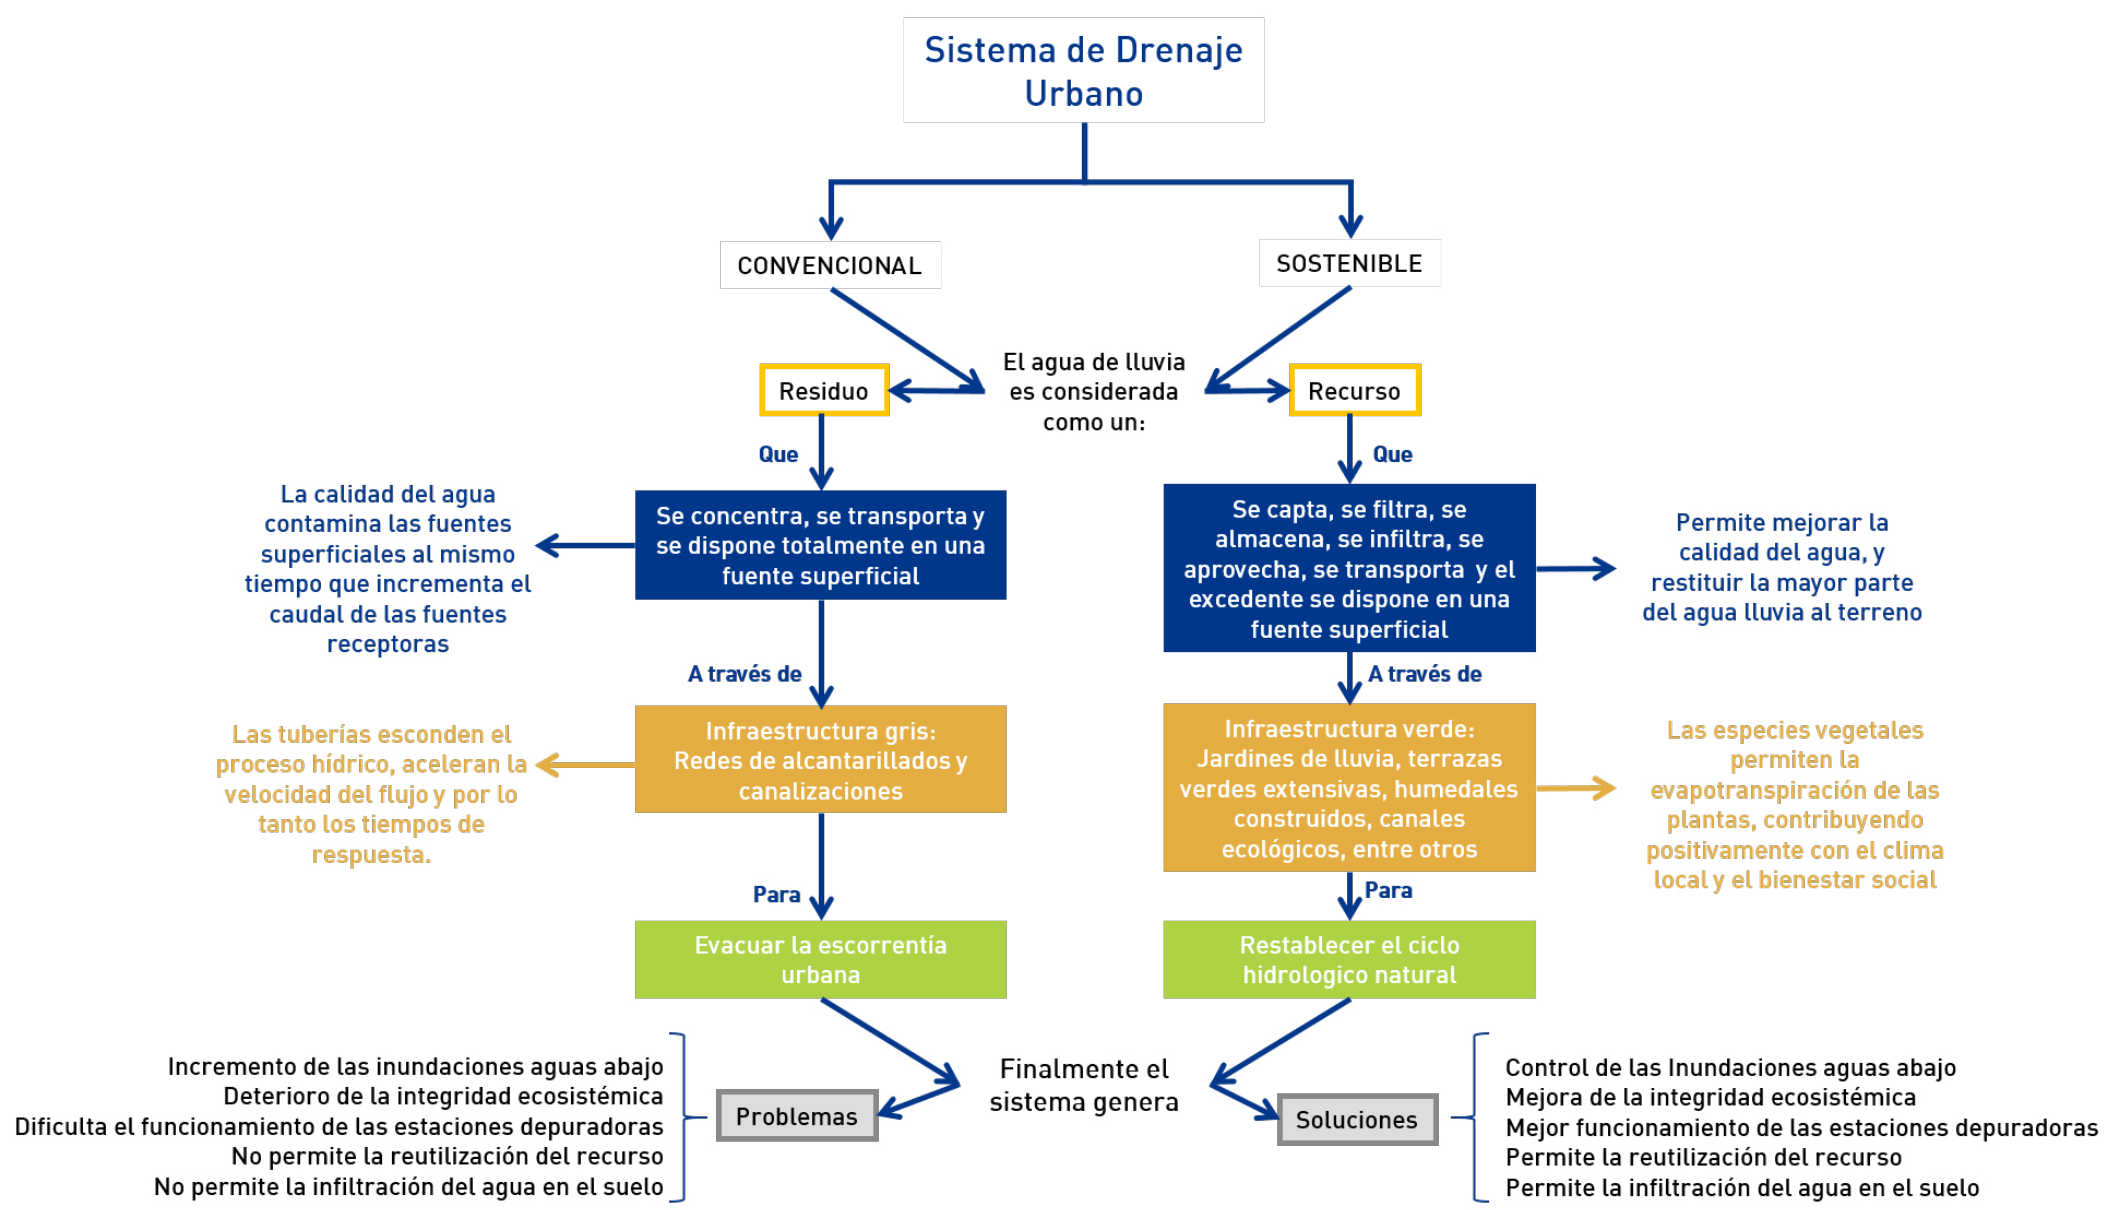 Sistema de Drenaje
Urbano
CONVENCIONAL
SOSTENIBLE
El agua de lluvia
es considerada
como un:
Residuo
Recurso
Que
Se concentra, se transporta y
se dispone totalmente en una
fuente superficial
La calidad del agua
contamina las fuentes
superficiales al mismo
tiempo que incrementa el
caudal de las fuentes
receptoras
A través de
Infraestructura gris:
Redes de alcantarillados y
canalizaciones
Las tuberías esconden el
proceso hídrico, aceleran la
velocidad del flujo y por lo
tanto los tiempos de
respuesta.
Para
Evacuar la escorrentía
urbana
Que
Se capta, se filtra, se
almacena, se infiltra, se
aprovecha, se transporta y el
excedente se dispone en una
fuente superficial
Permite mejorar la
calidad del agua, y
restituir la mayor parte
del agua lluvia al terreno
A través de
Infraestructura verde:
Jardines de lluvia, terrazas
verdes extensivas, humedales
construidos, canales
ecológicos, entre otros
Las especies vegetales
permiten la
evapotranspiración de las
plantas, contribuyendo
positivamente con el clima
local y el bienestar social
Para
Restablecer el ciclo
hidrologico natural
Finalmente el
sistema genera
Problemas
Incremento de las inundaciones aguas abajo
Deterioro de la integridad ecosistémica
Dificulta el funcionamiento de las estaciones depuradoras
No permite la reutilización del recurso
No permite la infiltración del agua en el suelo
Soluciones
Control de las Inundaciones aguas abajo
Mejora de la integridad ecosistémica
Mejor funcionamiento de las estaciones depuradoras
Permite la reutilización del recurso
Permite la infiltración del agua en el suelo